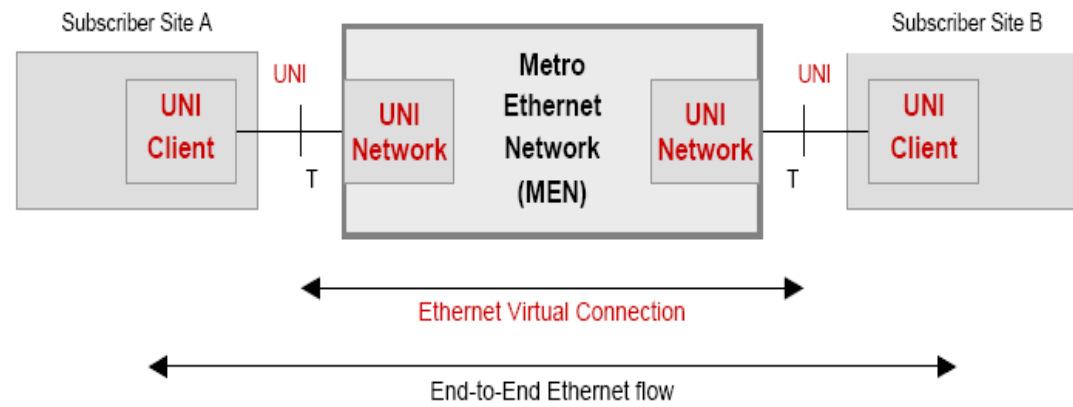 Subscriber Site A
Subscriber Site B
UNI
Metro
Ethernet
Network
(MEN)
UNI
UNI
Client
UNI
Network
UNI
Network
UNI
Client
T
T
Ethernet Virtual Connection
End-to-End Ethernet flow